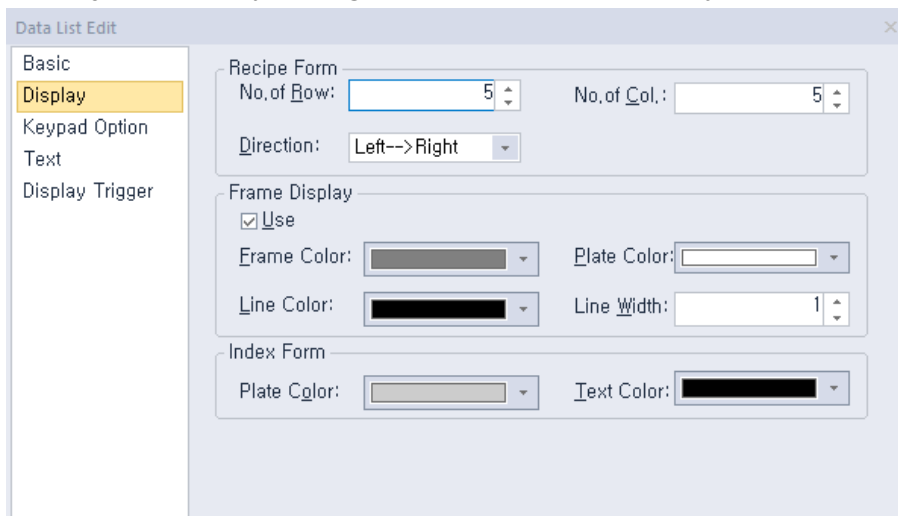 Data List Edit
Basic
Display
Keypad Option
Text
Display Trigger
Recipe Form
No,of Row: 5 No,of Col,: 5
Direction: Left-->Right
Frame Display
Use
Frame Color: Plate Color:
Line Color: Line Width: 1
Index Form
Plate Color: Text Color: